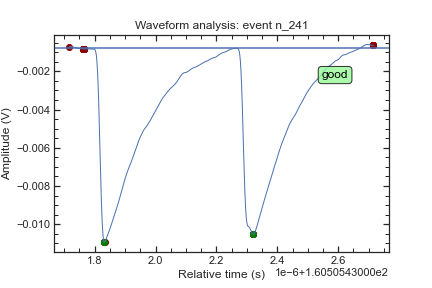 Waveform analysis: event n_241
Amplitude (V)
−0.002
−0.004
−0.006
−0.008
−0.010
good
1.8
2.0
2.2
2.4
2.6
Relative time (s)
1e−6+1.6050543000e2